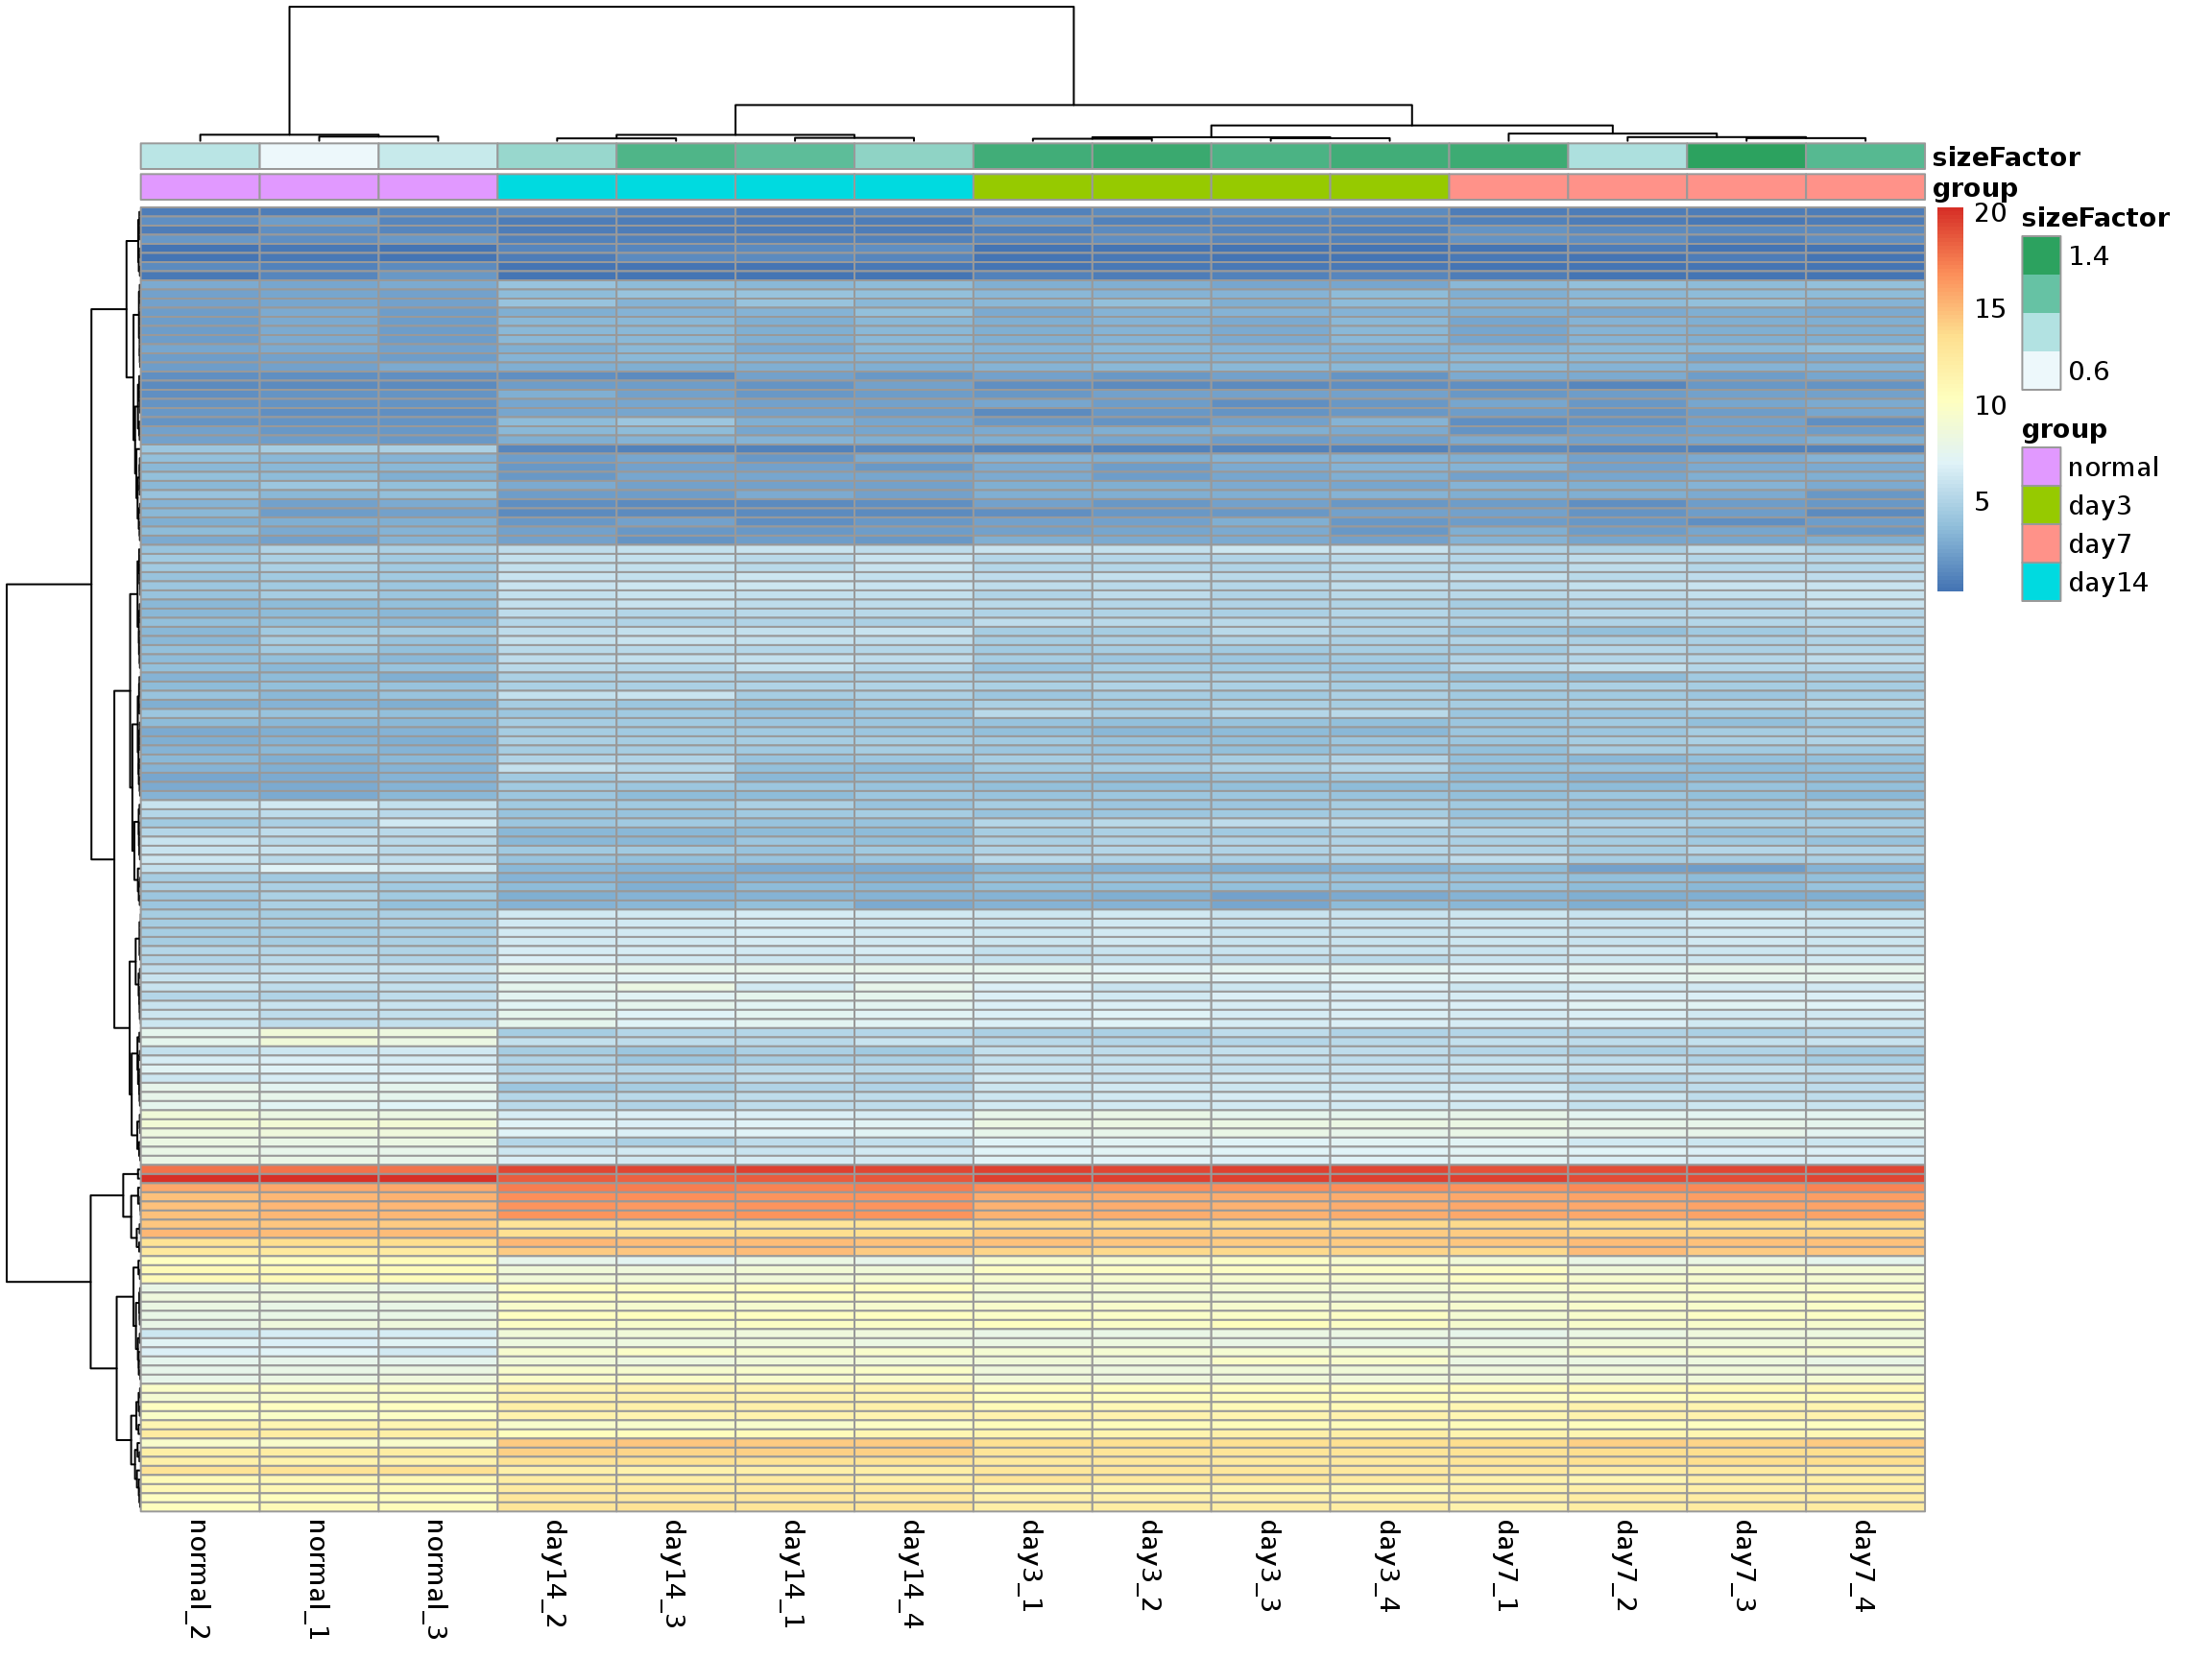 sizeFactor
group
20
15
10
5
sizeFactor
1.4
0.6
group
normal
day3
day7
day14
normal_2
normal_1
normal_3
day14_2
day14_3
day14_1
day14_4
day3_1
day3_2
day3_3
day3_4
day7_1
day7_2
day7_3
day7_4